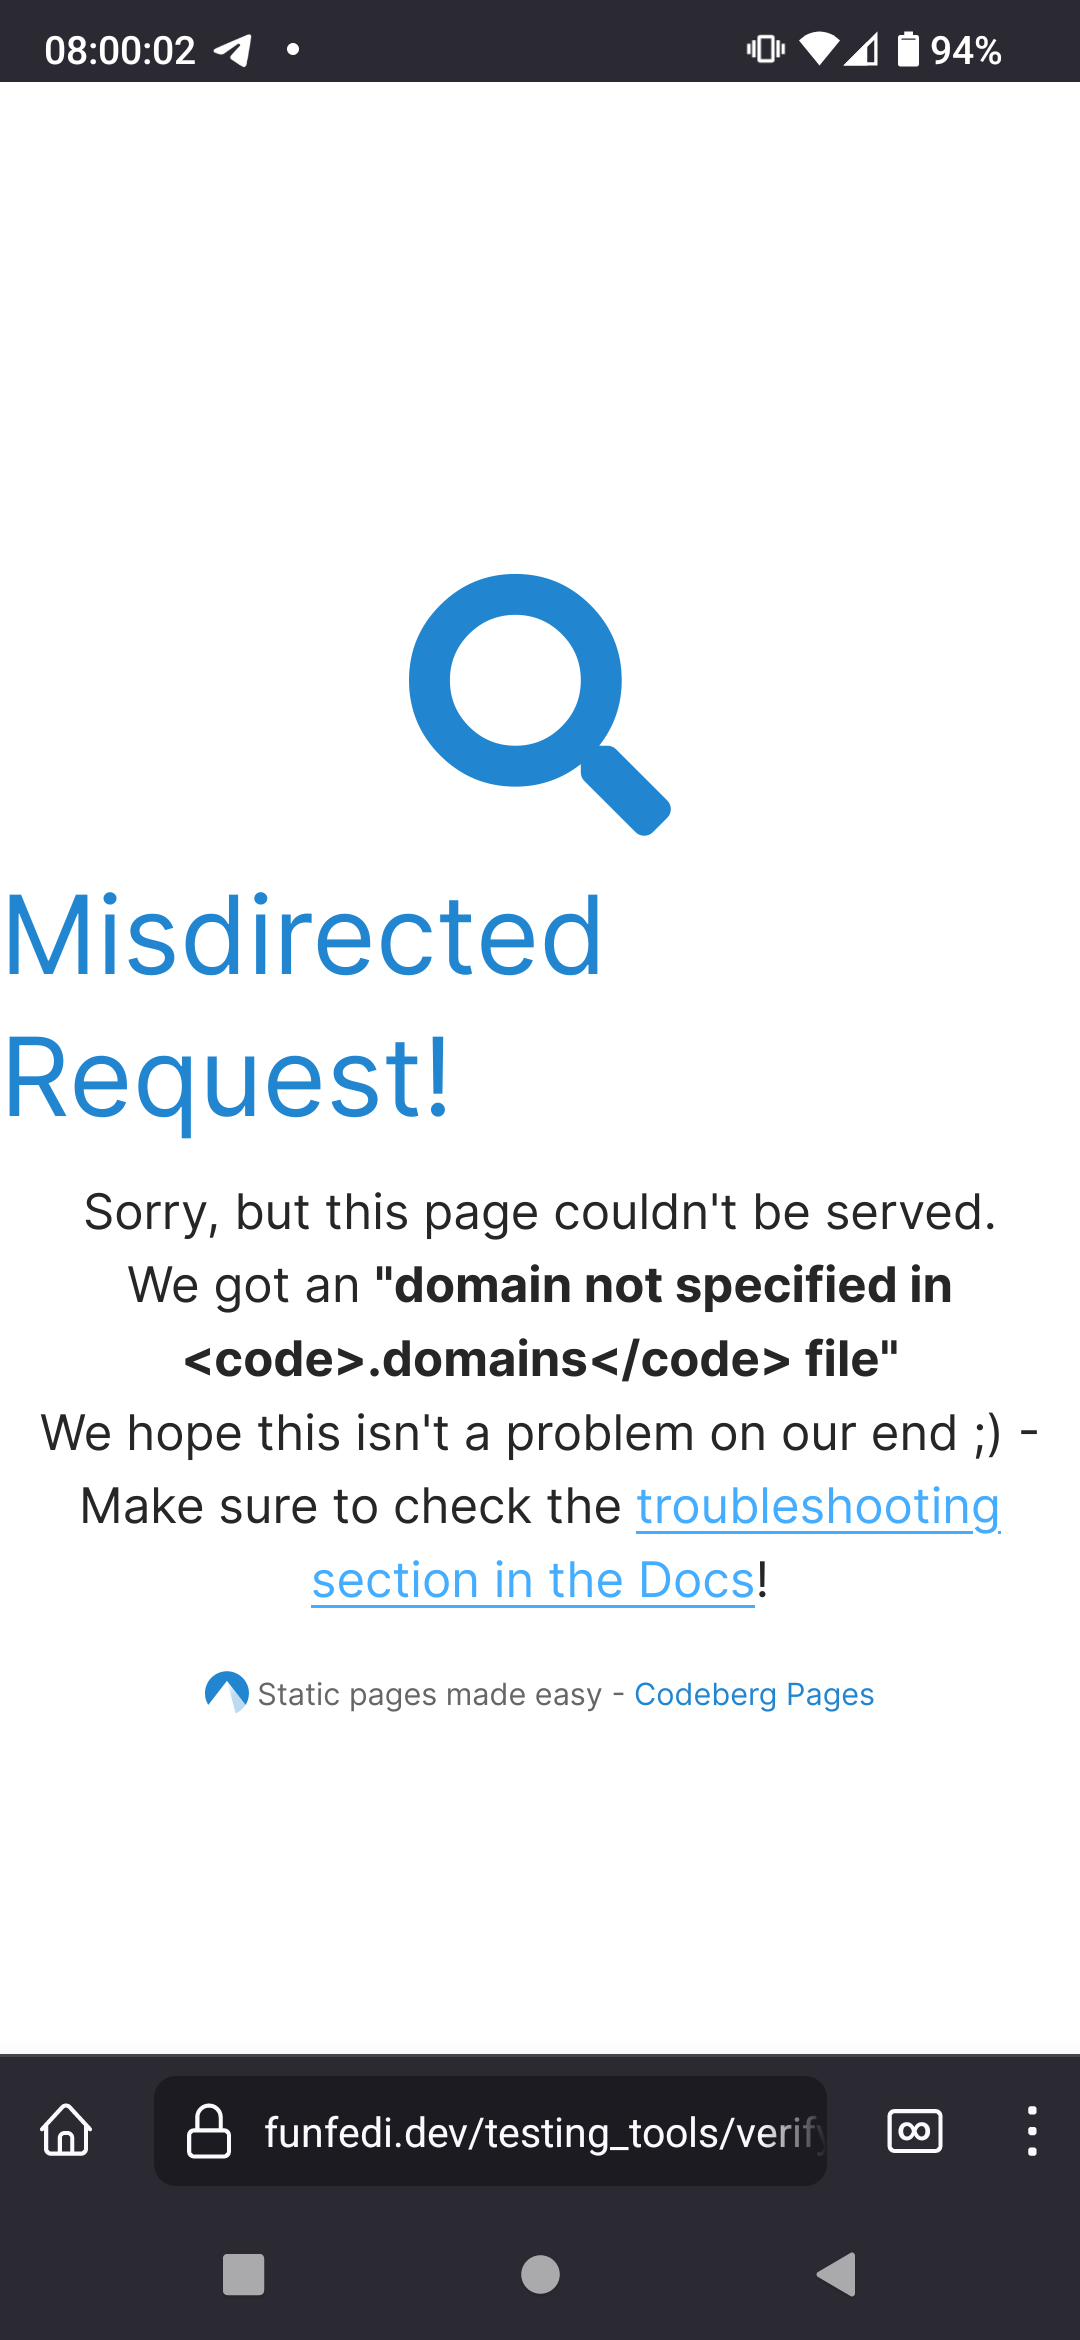 08:00:02
94%
Misdirected
Request!
Sorry, but this page couldn't be served.
We got an "domain not specified in
<code>.domains</code> file"
We hope this isn't a problem on our end ;) -
Make sure to check the troubleshooting
section in the Docs!
Static pages made easy - Codeberg Pages
funfedi.dev/testing_tools/verify